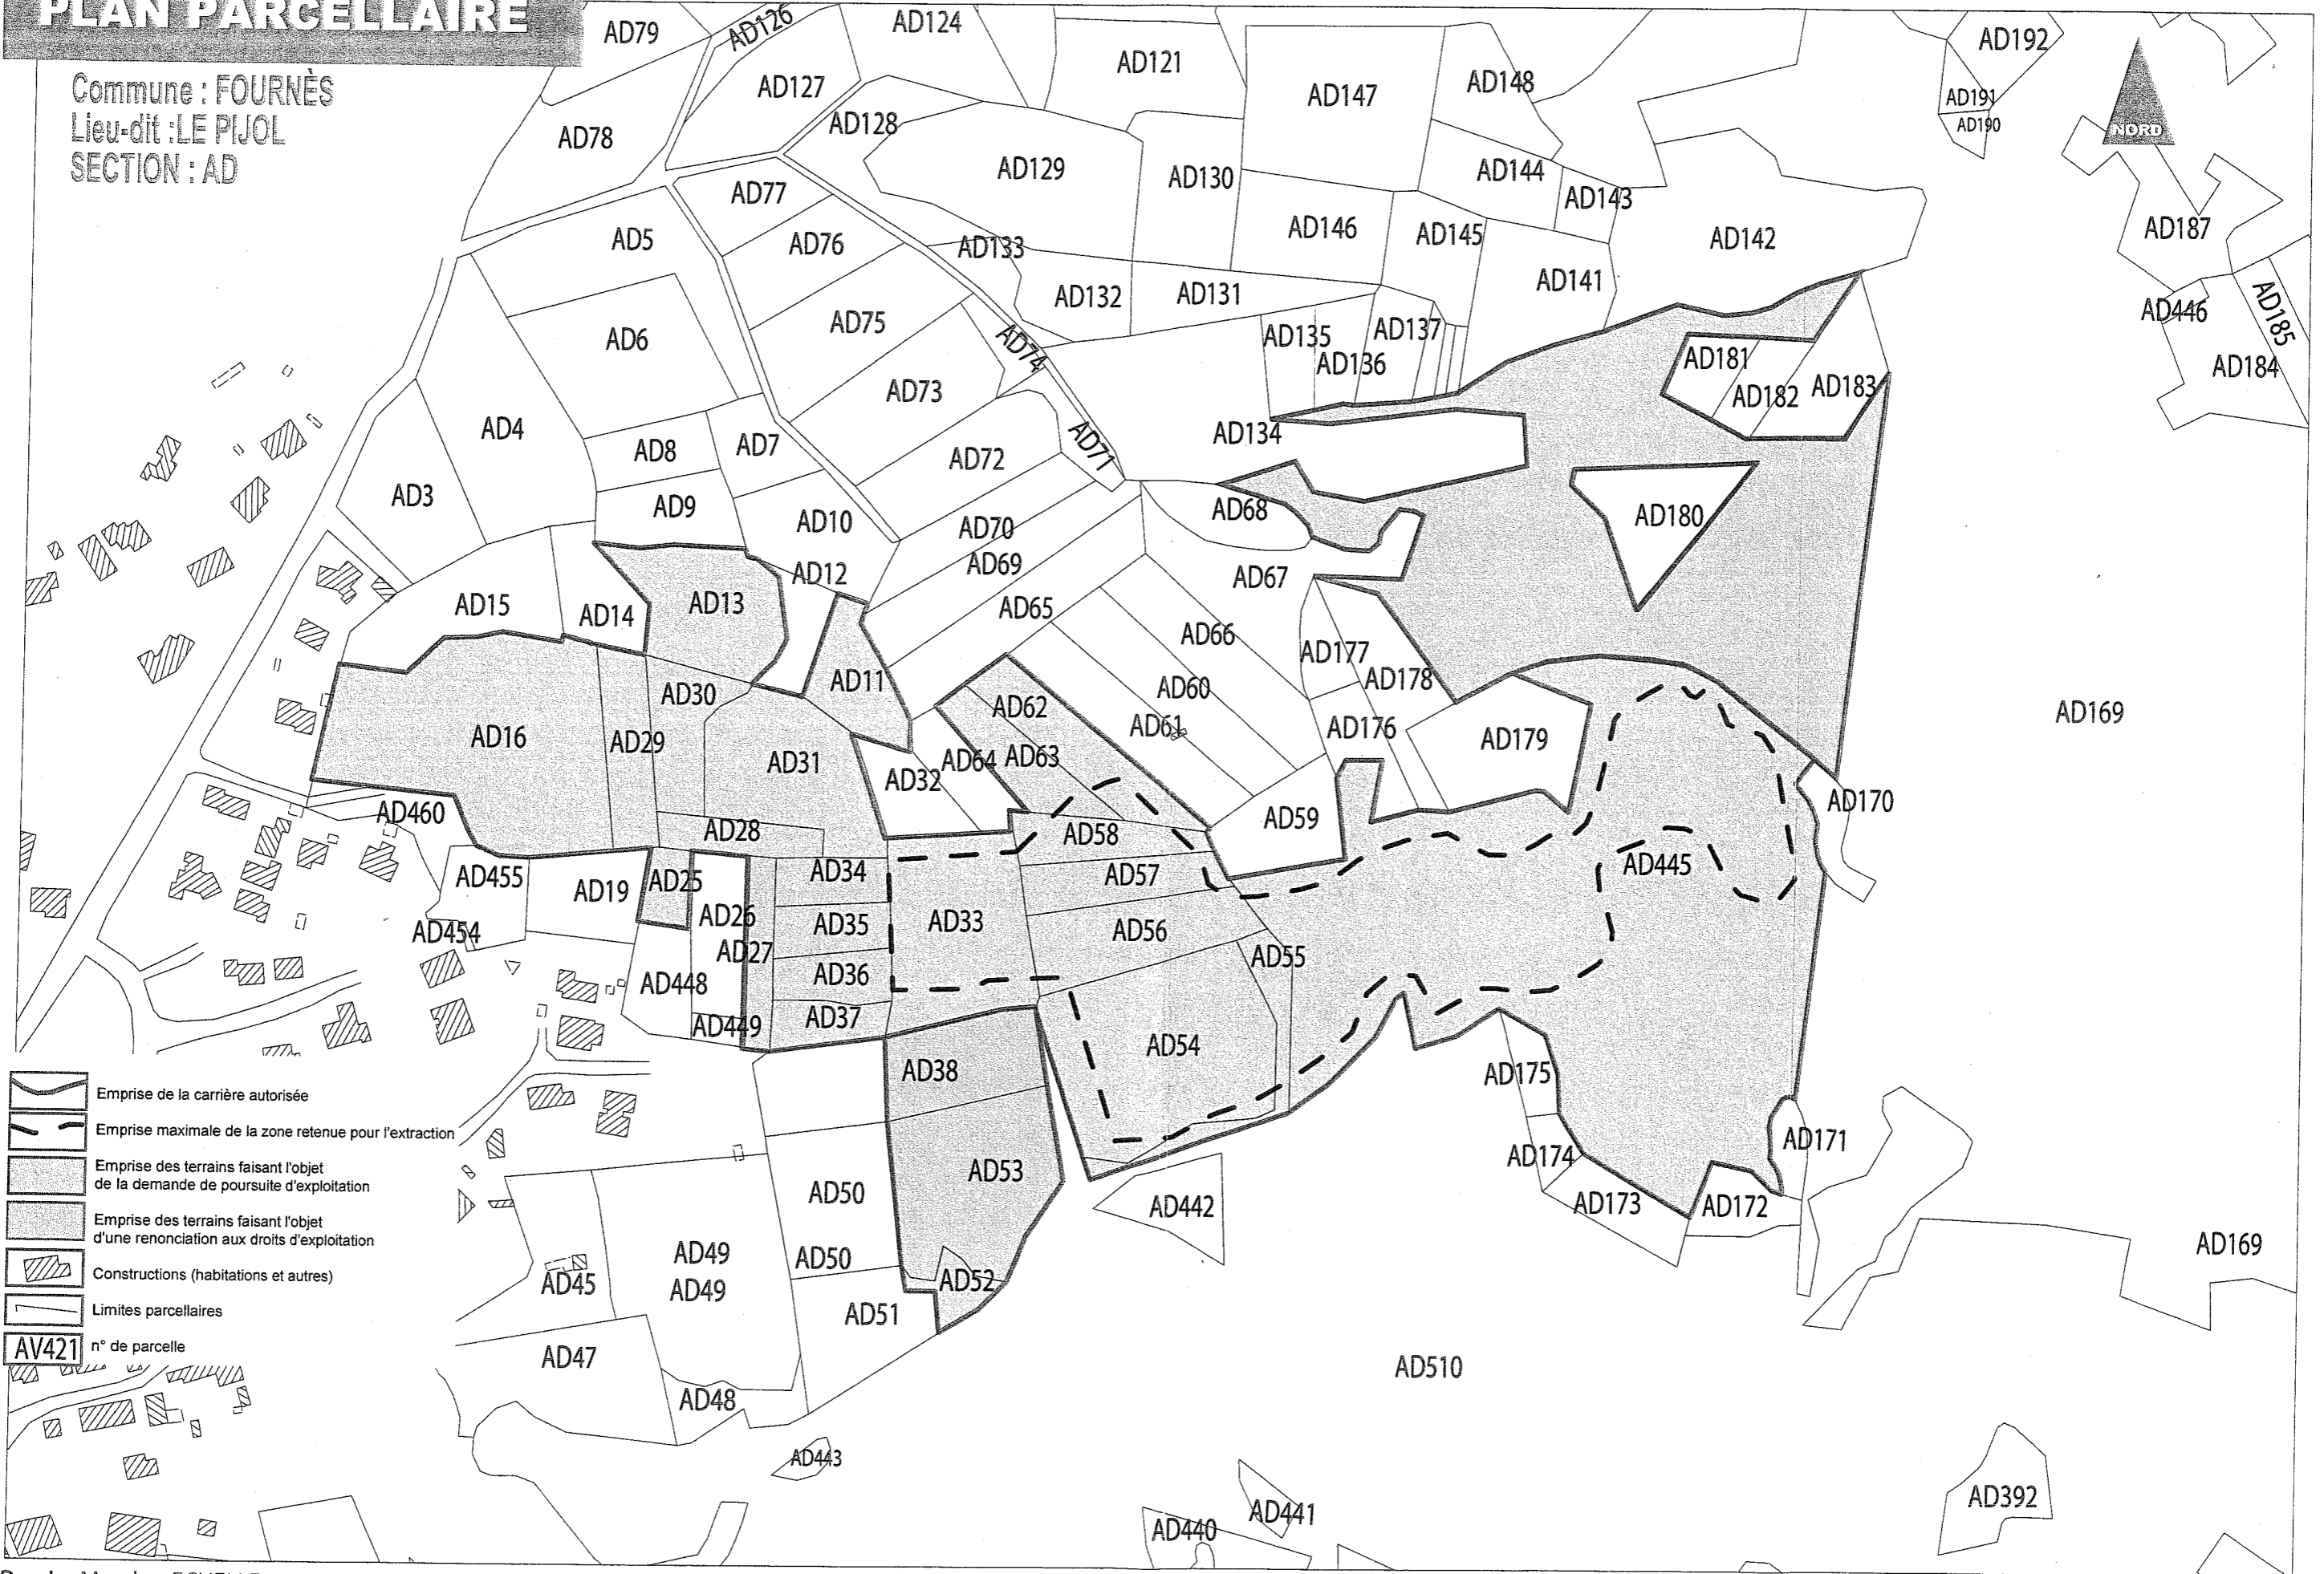 PLAN PARCELLAIRE
Commune : FOURNÈS
Lieu-dit :LE PIJOL
SECTION : AD
NORD
AD79
AD126
AD124
AD121
AD192
AD127
AD147
AD148
AD191
AD190
AD78
AD128
AD129
AD130
AD144
AD143
AD77
AD187
AD5
AD76
AD133
AD146
AD145
AD142
AD132
AD131
AD141
AD446
AD185
AD6
AD75
AD74
AD135
AD137
AD136
AD181
AD182
AD183
AD184
AD73
AD4
AD8
AD7
AD72
AD71
AD134
AD3
AD9
AD10
AD70
AD68
AD180
AD69
AD12
AD67
AD15
AD14
AD13
AD65
AD66
AD177
AD178
AD30
AD11
AD62
AD60
AD61
AD176
AD179
AD169
AD16
AD29
AD31
AD32
AD64
AD63
AD460
AD28
AD58
AD59
AD170
AD455
AD19
AD25
AD34
AD57
AD445
AD454
AD26
AD35
AD33
AD56
AD27
AD55
AD448
AD36
AD449
AD37
AD54
AD38
AD175
AD53
AD171
AD174
AD50
AD442
AD173
AD172
AD49
AD50
AD169
AD45
AD49
AD52
AD51
AD47
AD48
AD510
AD443
AD440
AD441
AD392
Emprise de la carrière autorisée
Emprise maximale de la zone retenue pour l'extraction
Emprise des terrains faisant l'objet
de la demande de poursuite d'exploitation
Emprise des terrains faisant l'objet
d'une renonciation aux droits d'exploitation
Constructions (habitations et autres)
Limites parcellaires
AV421 n° de parcelle